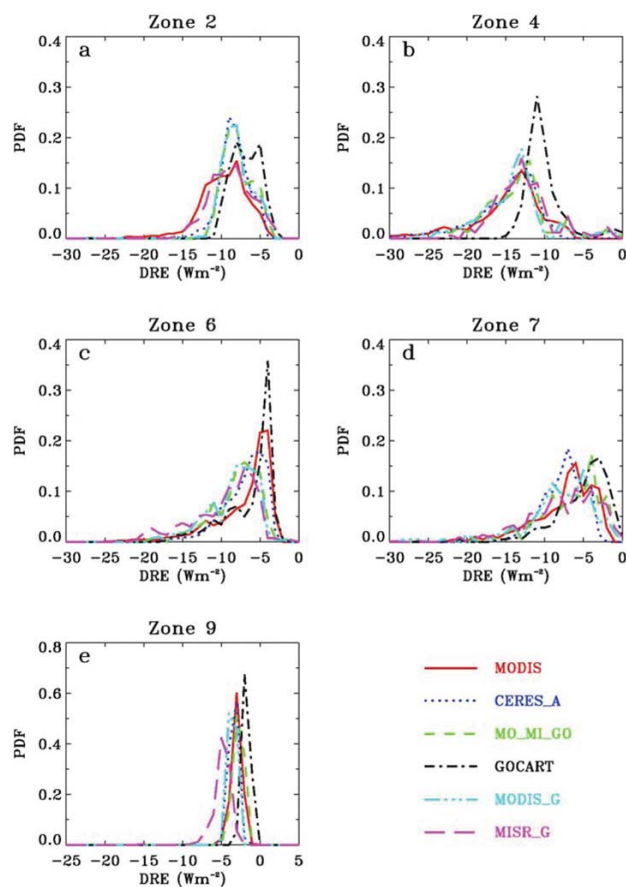 Zone 2
a
PDF
0.4
0.3
0.2
0.1
0.0
-30 -25 -20 -15 -10 -5 0
DRE (Wm⁻²)
Zone 4
b
PDF
0.4
0.3
0.2
0.1
0.0
-30 -25 -20 -15 -10 -5 0
DRE (Wm⁻²)
Zone 6
c
PDF
0.4
0.3
0.2
0.1
0.0
-30 -25 -20 -15 -10 -5 0
DRE (Wm⁻²)
Zone 7
d
PDF
0.4
0.3
0.2
0.1
0.0
-30 -25 -20 -15 -10 -5 0
DRE (Wm⁻²)
Zone 9
e
PDF
0.8
0.6
0.4
0.2
0.0
-25 -20 -15 -10 -5 0 5
DRE (Wm⁻²)
MODIS
CERES_A
MO_MI_GO
GOCART
MODIS_G
MISR_G